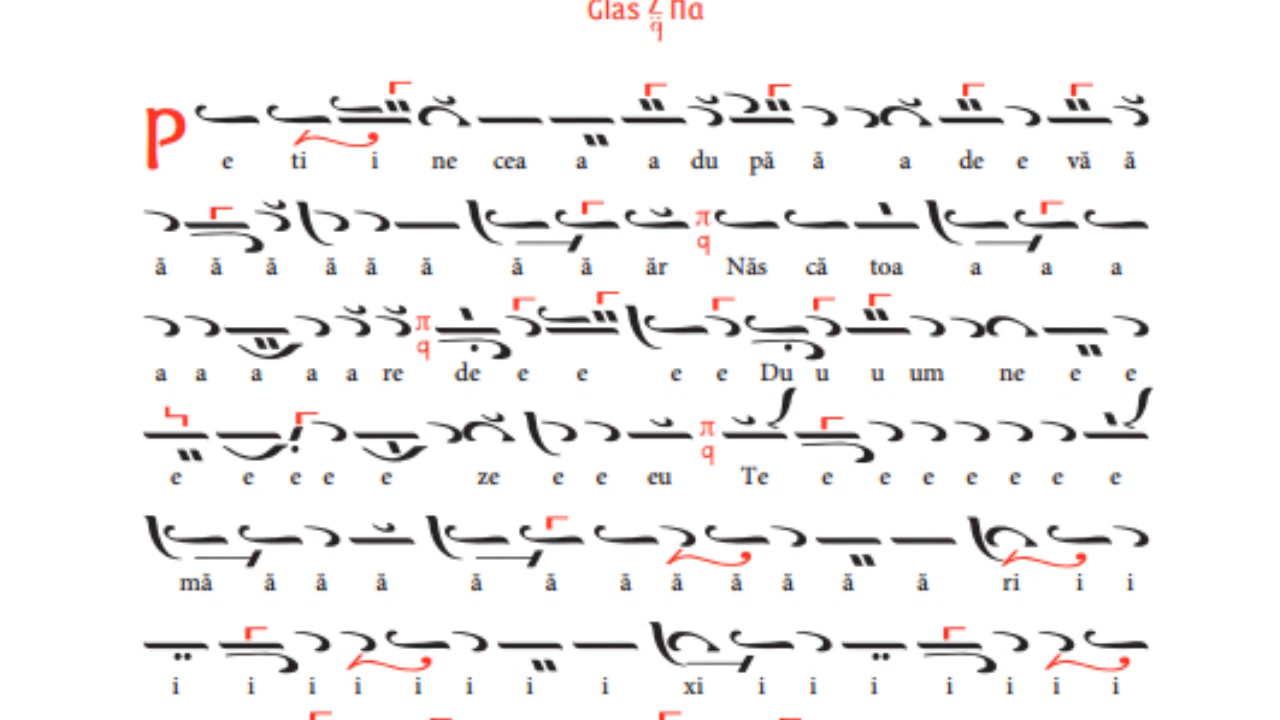 Glas Πα
P e ti i ne cea a a du pă ă a de e vă ă
ă ă ă ă ă ă ă ă ăr Năs că toa a a a
a a a a a re de e e e e Du u u um ne e e
e e e e e ze e e eu Te e e e e e e e
mă ă ă ă ă ă ă ă ă ă ă ă ri i i
i i i i i i i i xi i i i i i i i